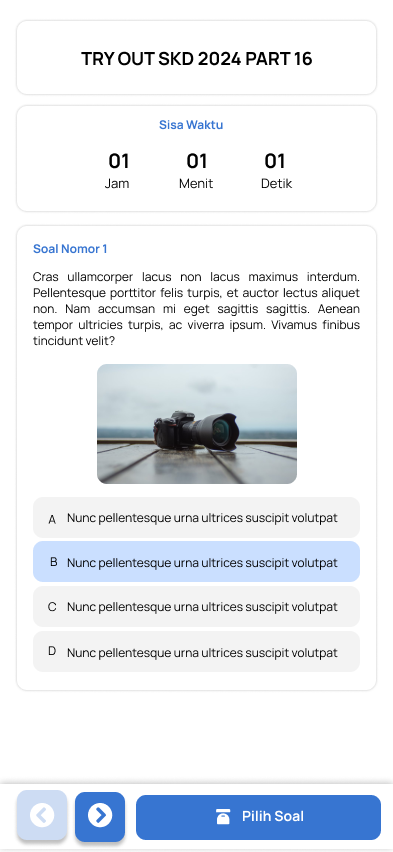 TRY OUT SKD 2024 PART 16
Sisa Waktu
01 01 01
Jam Menit Detik
Soal Nomor 1
Cras ullamcorper lacus non lacus maximus interdum.
Pellentesque porttitor felis turpis, et auctor lectus aliquet
non. Nam accumsan mi eget sagittis sagittis. Aenean
tempor ultricies turpis, ac viverra ipsum. Vivamus finibus
tincidunt velit?
A Nunc pellentesque urna ultrices suscipit volutpat
B Nunc pellentesque urna ultrices suscipit volutpat
C Nunc pellentesque urna ultrices suscipit volutpat
D Nunc pellentesque urna ultrices suscipit volutpat
Pilih Soal